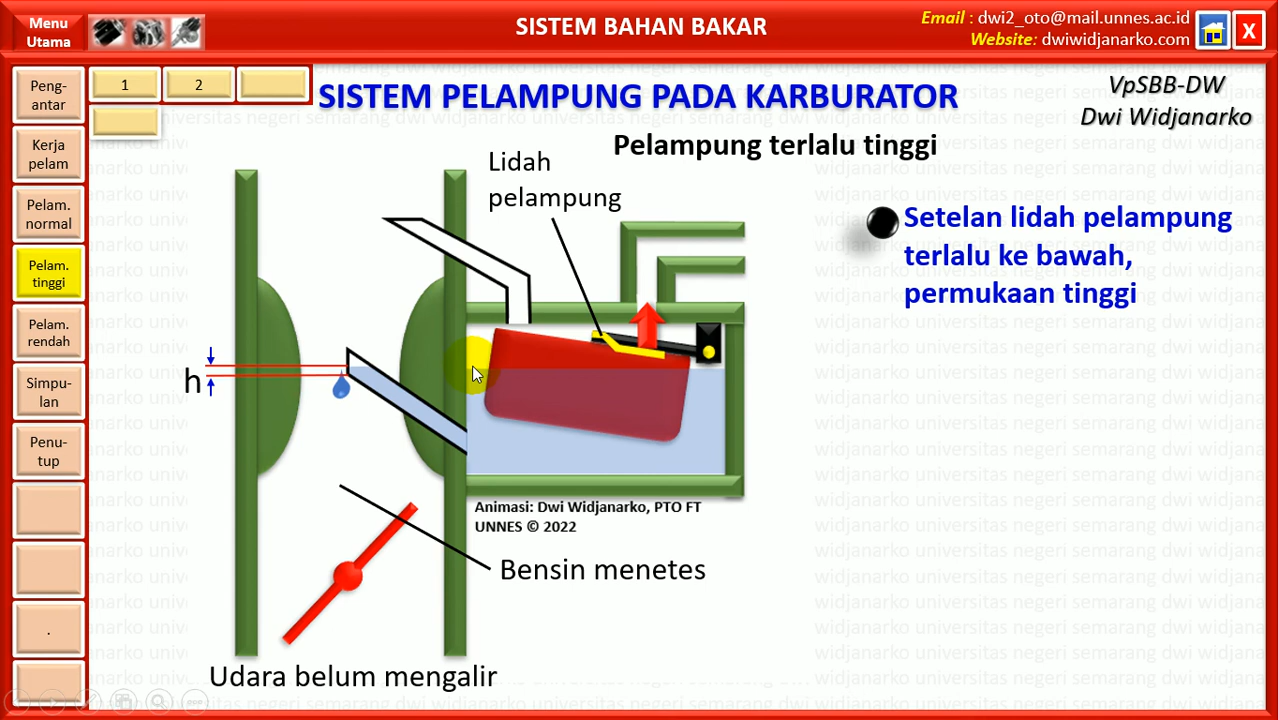 Menu
Utama
SISTEM BAHAN BAKAR
Email : dwi2_oto@mail.unnes.ac.id
Website: dwiwidjanarko.com
X
Peng-
antar
Kerja
pelam
Pelam.
normal
Pelam.
tinggi
Pelam.
rendah
Simpu-
lan
Penu-
tup
.
1
2
SISTEM PELAMPUNG PADA KARBURATOR
VpSBB-DW
Dwi Widjanarko
Pelampung terlalu tinggi
Lidah
pelampung
Setelan lidah pelampung
terlalu ke bawah,
permukaan tinggi
h
Animasi: Dwi Widjanarko, PTO FT
UNNES © 2022
Bensin menetes
Udara belum mengalir